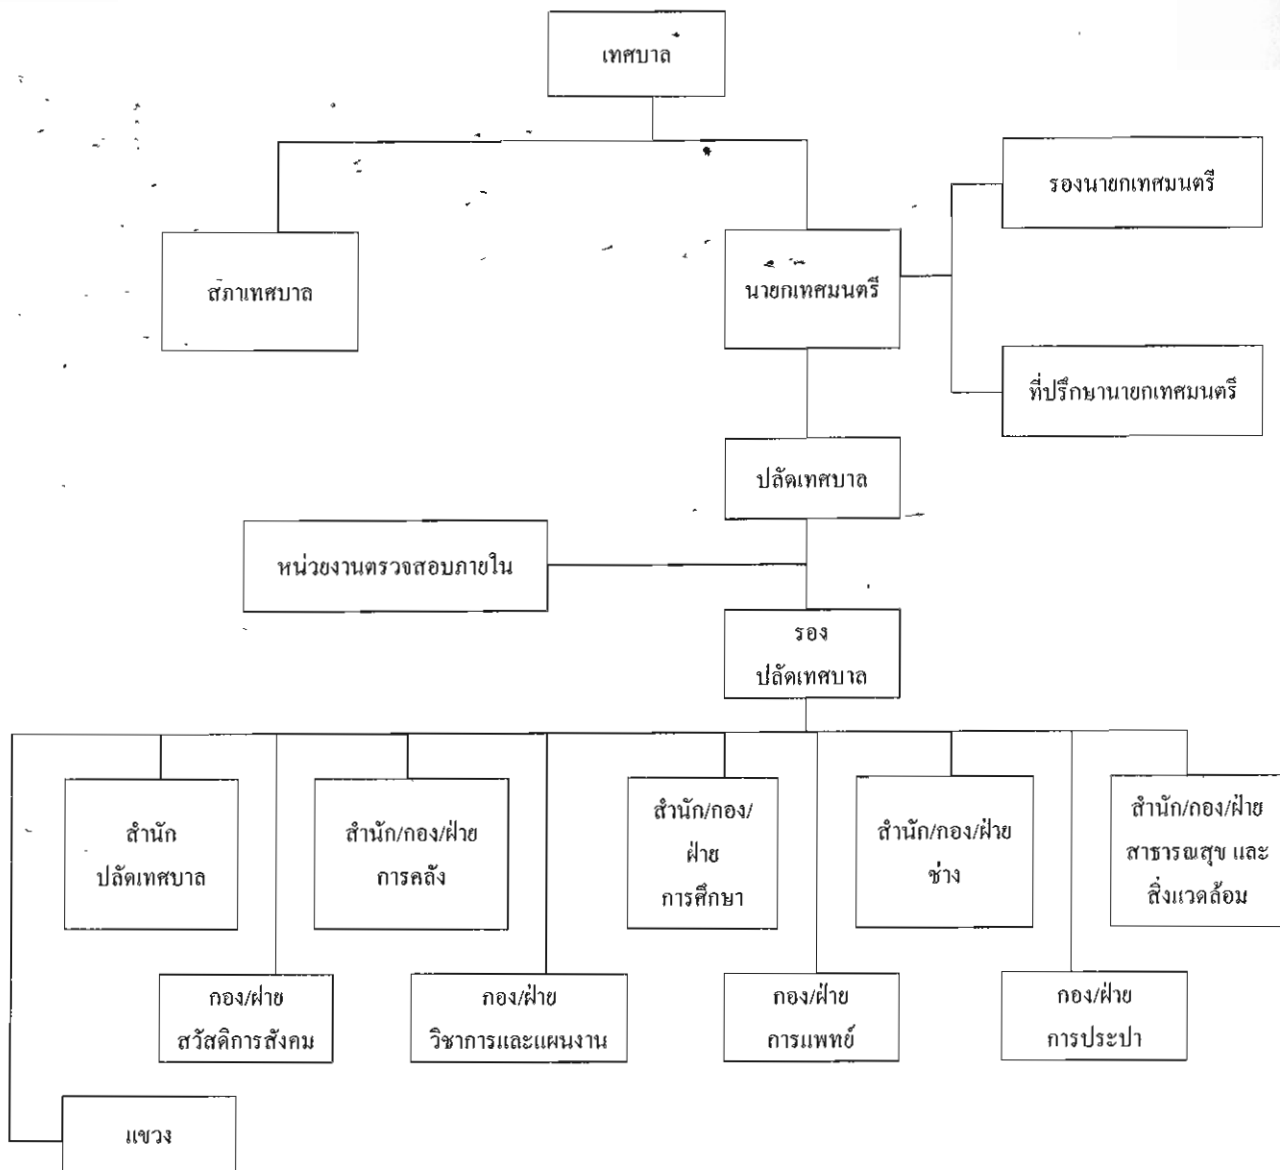 เทศบาล
รองนายกเทศมนตรี
สภาเทศบาล
นายกเทศมนตรี
ที่ปรึกษานายกเทศมนตรี
ปลัดเทศบาล
หน่วยงานตรวจสอบภายใน
รอง
ปลัดเทศบาล
สำนัก
ปลัดเทศบาล
สำนัก/กอง/ฝ่าย
การคลัง
สำนัก/กอง/
ฝ่าย
การศึกษา
สำนัก/กอง/ฝ่าย
ช่าง
สำนัก/กอง/ฝ่าย
สาธารณสุข และ
สิ่งแวดล้อม
กอง/ฝ่าย
สวัสดิการสังคม
กอง/ฝ่าย
วิชาการและแผนงาน
กอง/ฝ่าย
การแพทย์
กอง/ฝ่าย
การประปา
แขวง